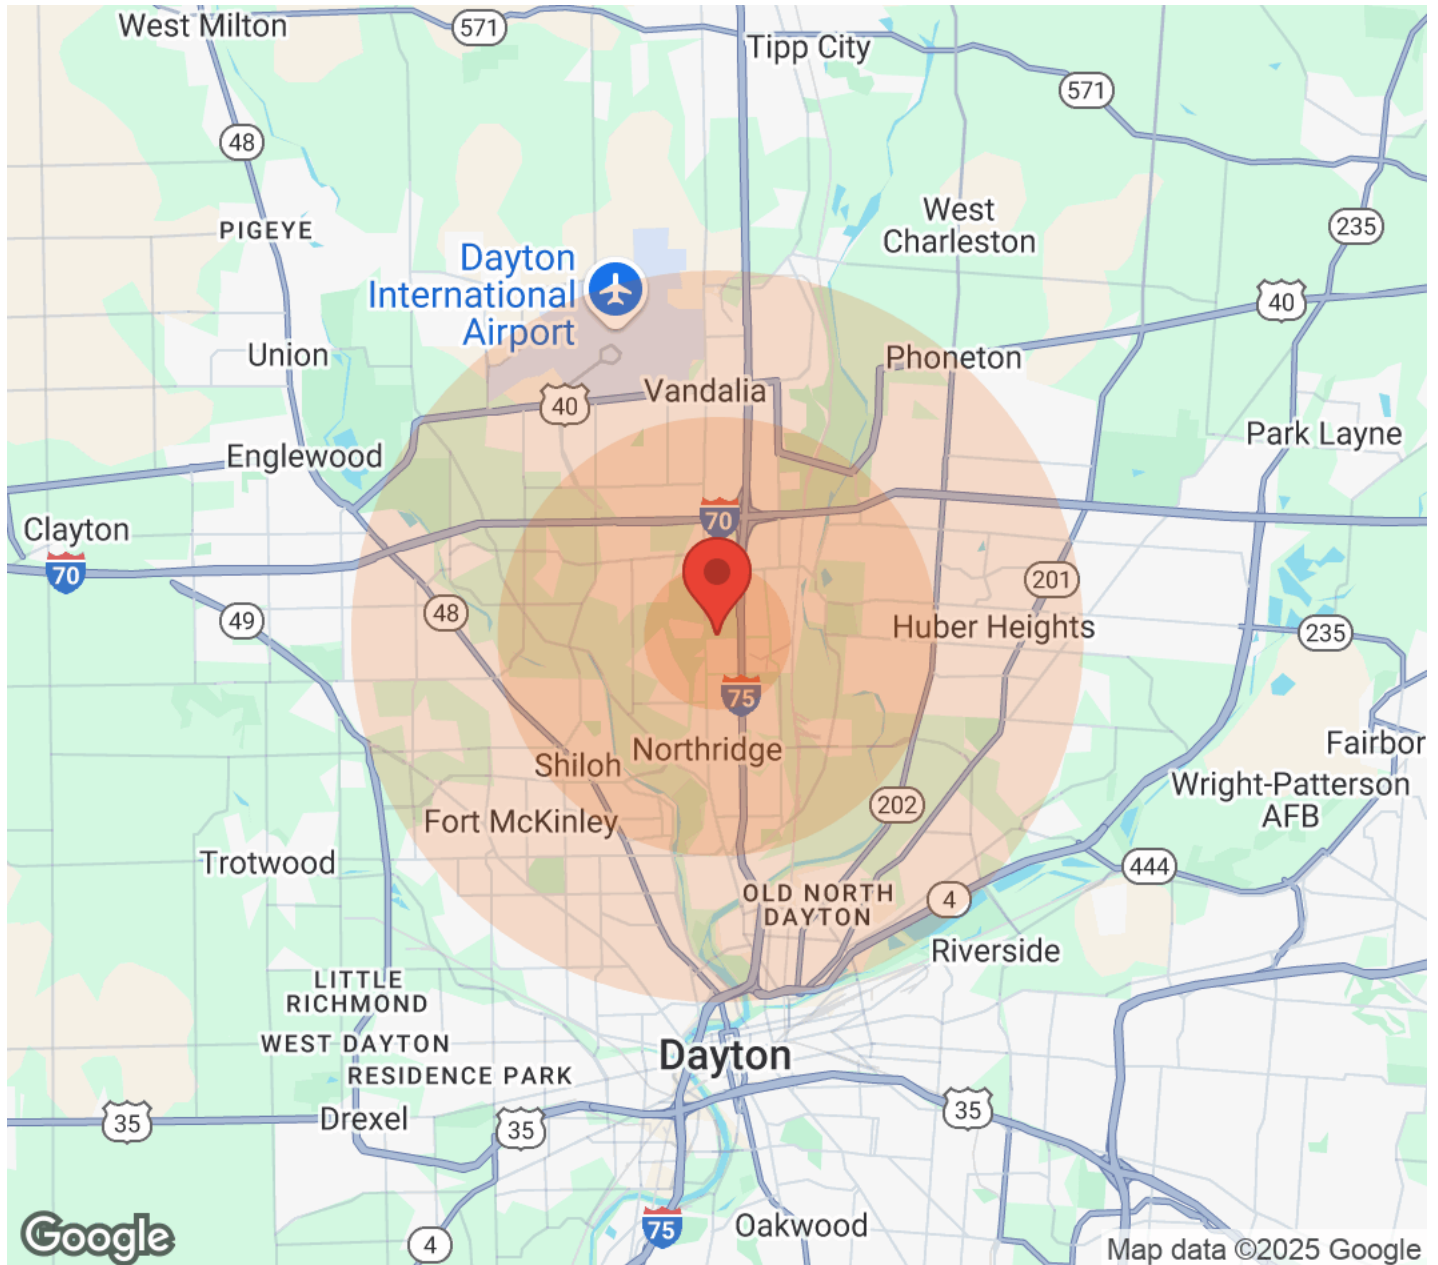 West Milton
571
Tipp City
571
48
PIGEYE
West
Charleston
235
Dayton
International
Airport
40
Union
Phoneton
Vandalia
40
Park Layne
Englewood
Clayton
70
70
201
48
49
Huber Heights
235
75
Northridge
Shiloh
Fairbor
Wright-Patterson
AFB
202
Fort McKinley
Trotwood
444
OLD NORTH
DAYTON
4
Riverside
LITTLE
RICHMOND
WEST DAYTON
Dayton
RESIDENCE PARK
35
Drexel
35
35
75
Oakwood
4
Google
Map data ©2025 Google